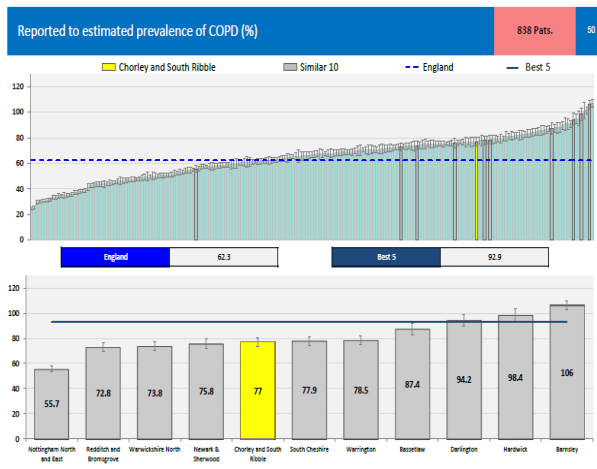 Reported to estimated prevalence of COPD (%) 838 Pats. 50
Chorley and South Ribble Similar 10 England Best 5
120
100
80
60
40
20
0
England 62.3 Best 5 92.9
120
100
80
60
40
20
0
55.7 72.8 73.8 75.8 77 77.9 78.5 87.4 94.2 98.4 106
Nottingham North and East
Redditch and Bromsgrove
Warwickshire North
Newark & Sherwood
Chorley and South Ribble
South Cheshire
Warrington
Bassetlaw
Darlington
Hardwick
Barnsley